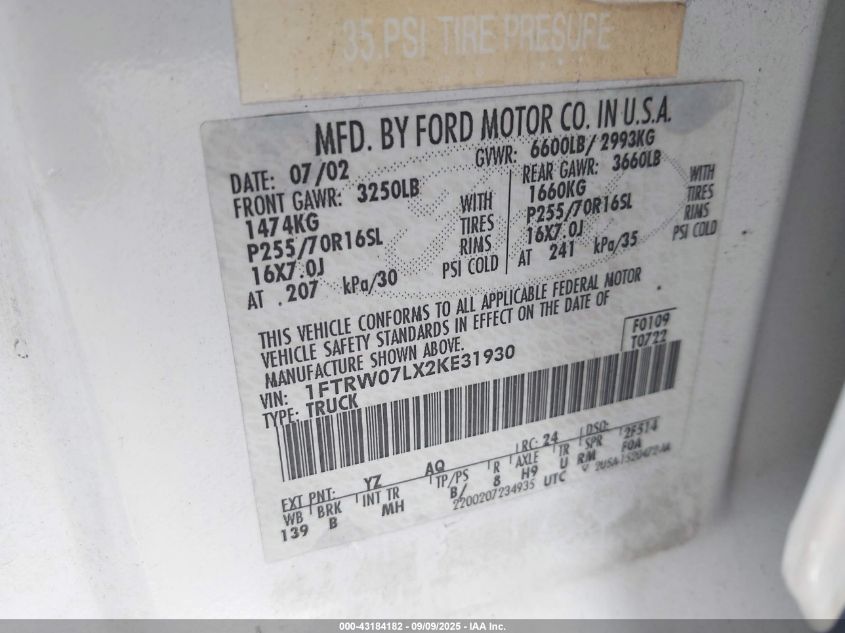 35 PSI TIRE PRESURE
MFD. BY FORD MOTOR CO. IN U.S.A.
DATE: 07/02 GVWR: 6600LB/ 2993KG
FRONT GAWR: 3250LB REAR GAWR: 3660LB
1474KG WITH 1660KG WITH
P255/70R16SL TIRES P255/70R16SL TIRES
16X7.0J RIMS 16X7.0J RIMS
AT . 207 kPa/30 PSI COLD AT 241 kPa/35 PSI COLD
THIS VEHICLE CONFORMS TO ALL APPLICABLE FEDERAL MOTOR
VEHICLE SAFETY STANDARDS IN EFFECT ON THE DATE OF
MANUFACTURE SHOWN ABOVE. F0109
VIN: 1FTRW07LX2KE31930 T0722
TYPE: TRUCK
EXT PNT: YZ AQ RC: 24 DSO: 2F514
WB BRK INT TR TP/PS R AXLE TR SPR
139 B MH B/ 8 H9 U RM FOA
2200207234935 UTC
000-43184182 - 09/09/2025 - IAA Inc.